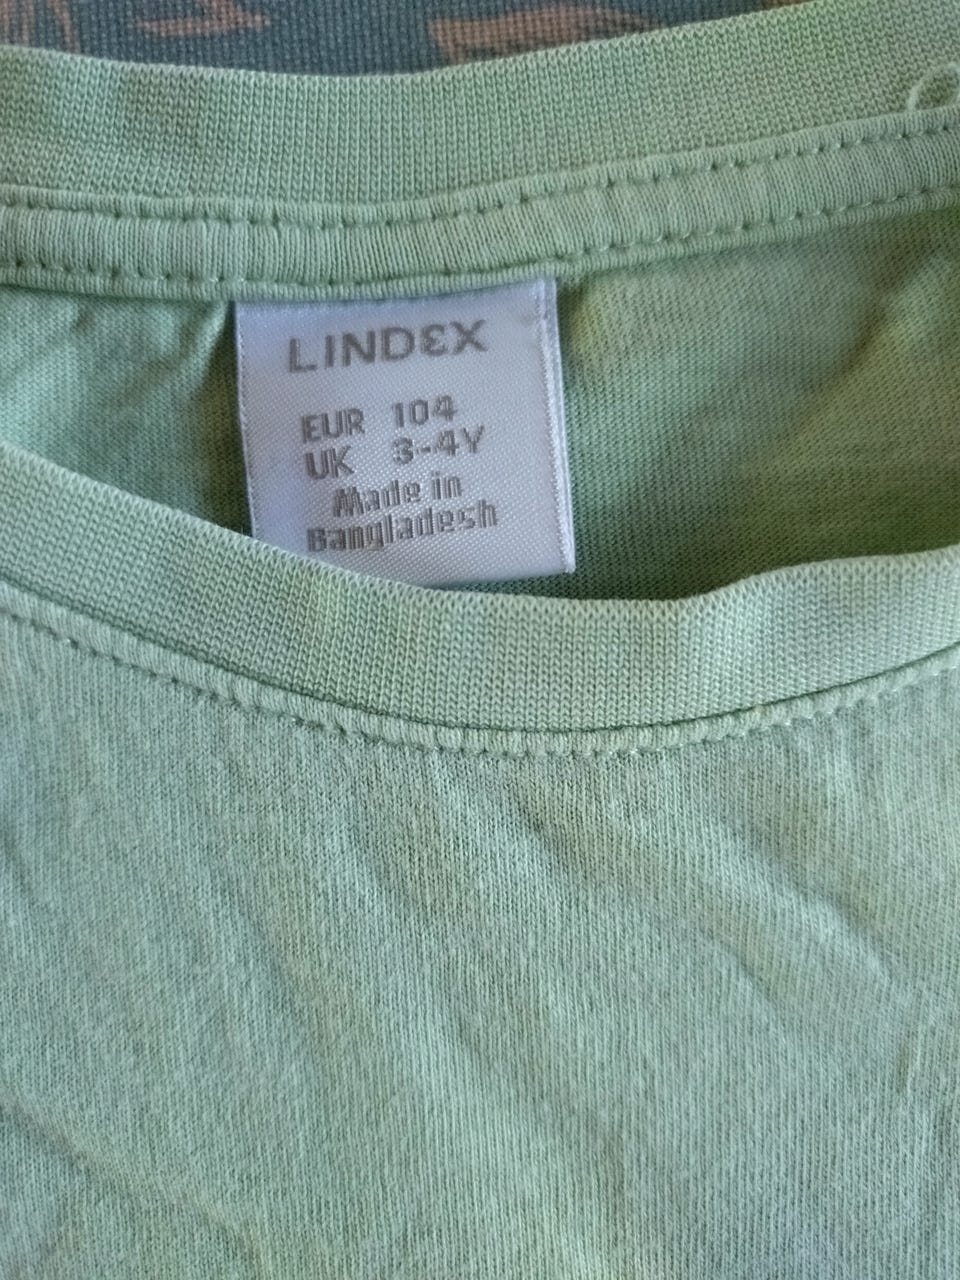 LINDEX
EUR 104
UK 3-4Y
Made in
Bangladesh